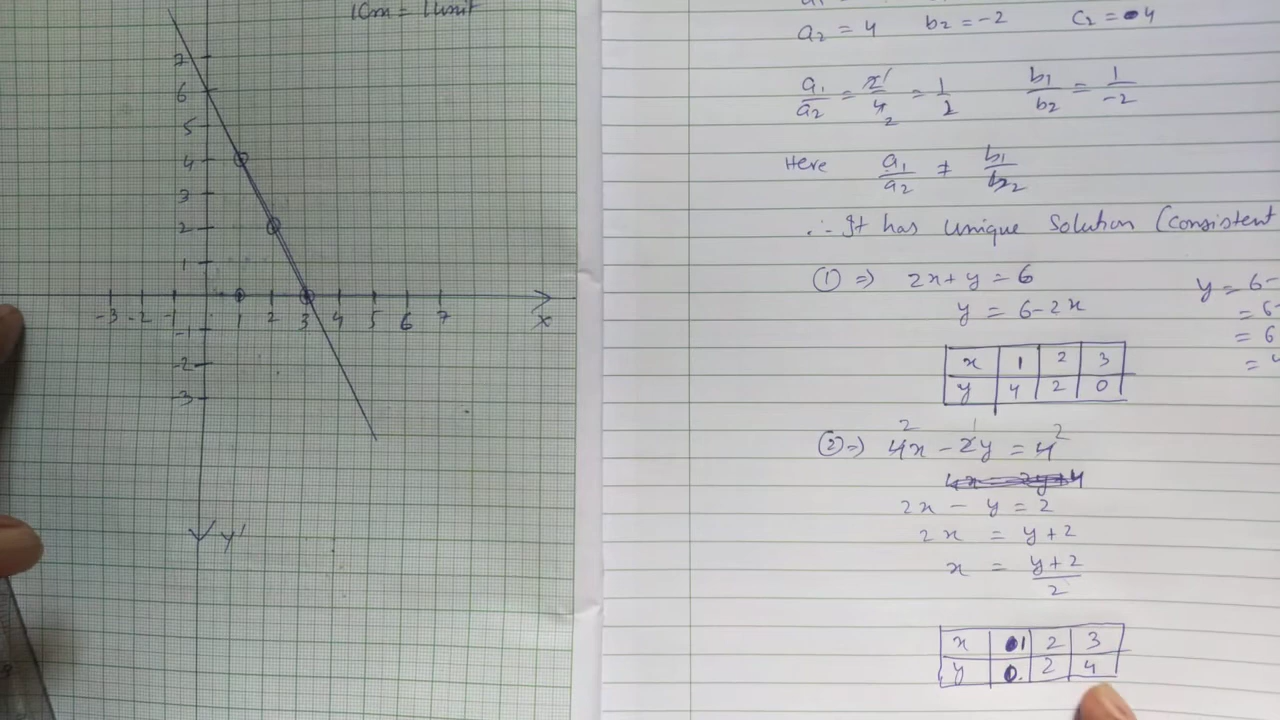 1cm = 1unit
7
6
5
4
3
2
1
-3 -2 -1 1 2 3 4 5 6 7 x
-1
-2
-3
y'
a2 = 4 b2 = -2 c2 = 4
a1/a2 = 2/4 = 1/2 b1/b2 = 1/-2
Here a1/a2 ≠ b1/b2
∴ It has unique solution (consistent
① ⇒ 2x + y = 6
y = 6 - 2x
x 1 2 3
y 4 2 0
y = 6-
= 6-
= 6
② ⇒ 4x - 2y = 4
2 1 2
2x - y = 2
2x = y + 2
x = y + 2 / 2
x 1 2 3
y 0 2 4